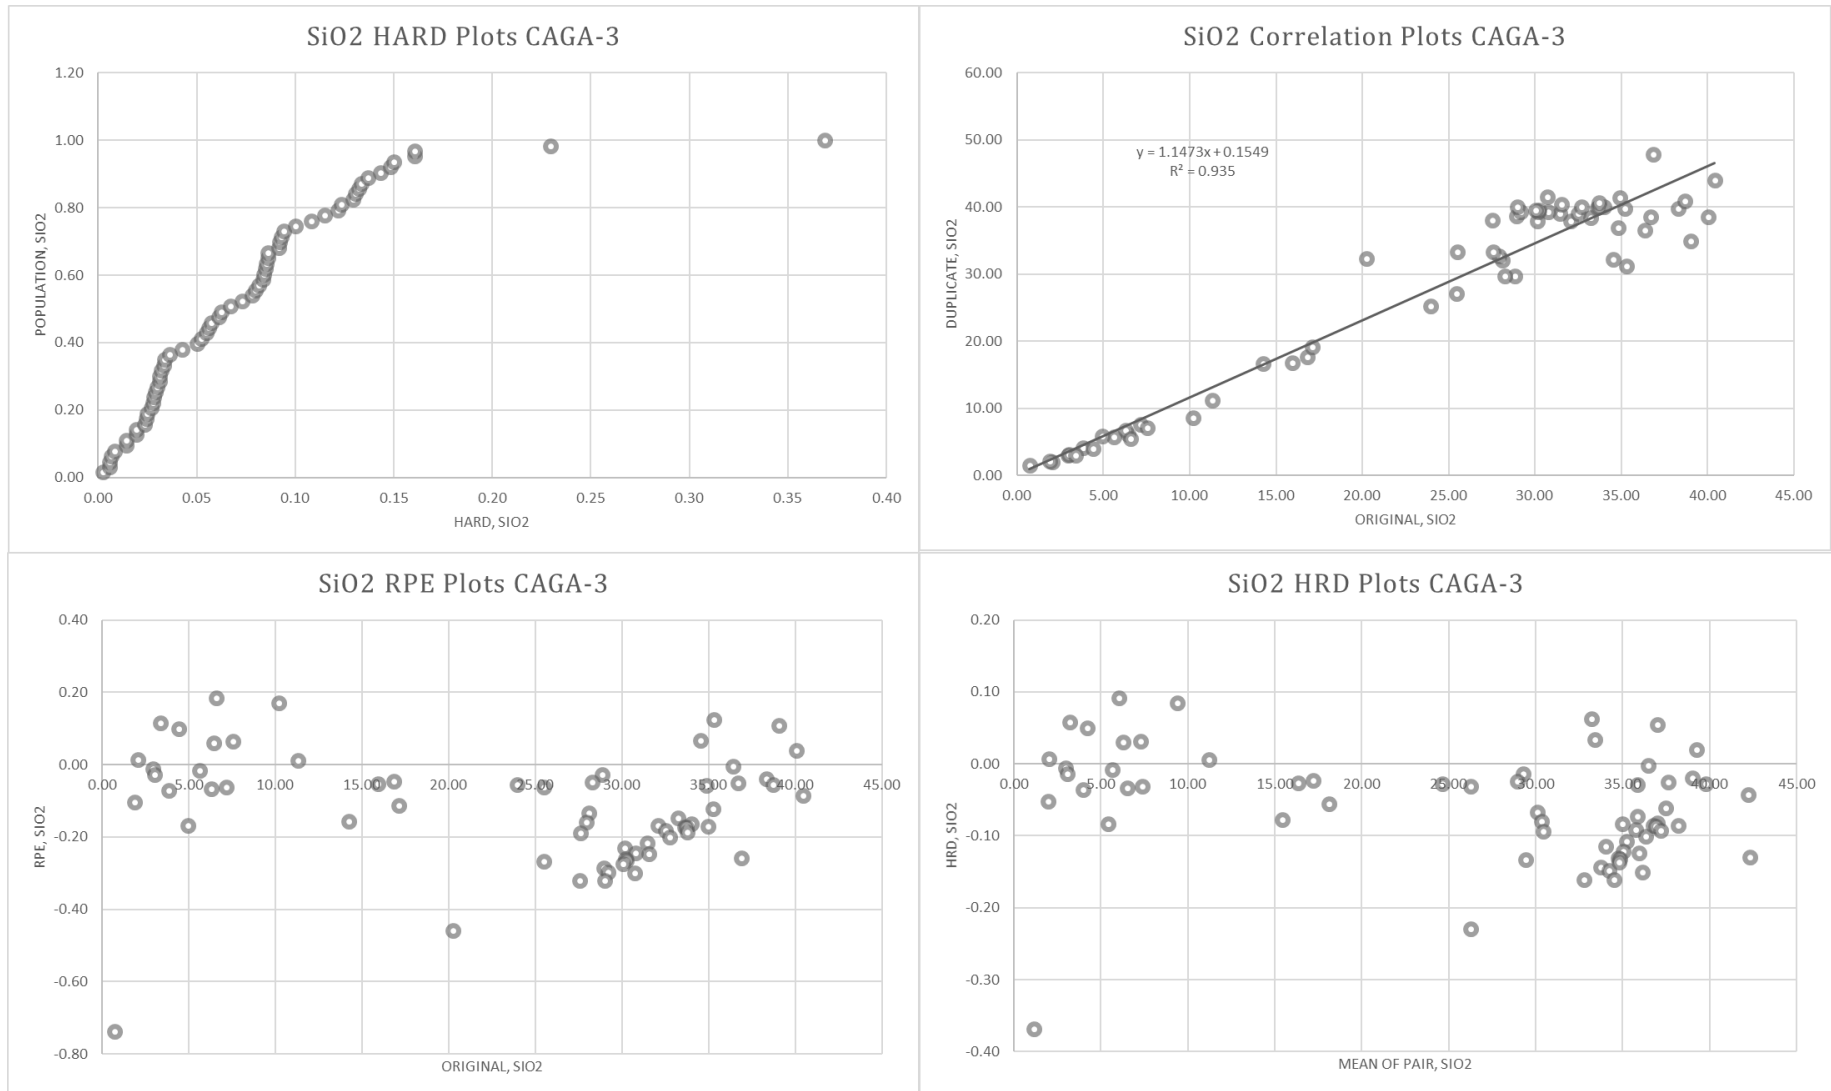 SiO2 HARD Plots CAGA-3
1.20
1.00
0.80
0.60
0.40
0.20
0.00
POPULATION, SIO2
0.00 0.05 0.10 0.15 0.20 0.25 0.30 0.35 0.40
HARD, SIO2
SiO2 Correlation Plots CAGA-3
60.00
50.00
40.00
30.00
20.00
10.00
0.00
DUPLICATE, SIO2
y = 1.1473x + 0.1549
R² = 0.935
0.00 5.00 10.00 15.00 20.00 25.00 30.00 35.00 40.00 45.00
ORIGINAL, SIO2
SiO2 RPE Plots CAGA-3
0.40
0.20
0.00
-0.20
-0.40
-0.60
-0.80
RPE, SIO2
0.00 5.00 10.00 15.00 20.00 25.00 30.00 35.00 40.00 45.00
ORIGINAL, SIO2
SiO2 HRD Plots CAGA-3
0.20
0.10
0.00
-0.10
-0.20
-0.30
-0.40
HRD, SIO2
0.00 5.00 10.00 15.00 20.00 25.00 30.00 35.00 40.00 45.00
MEAN OF PAIR, SIO2